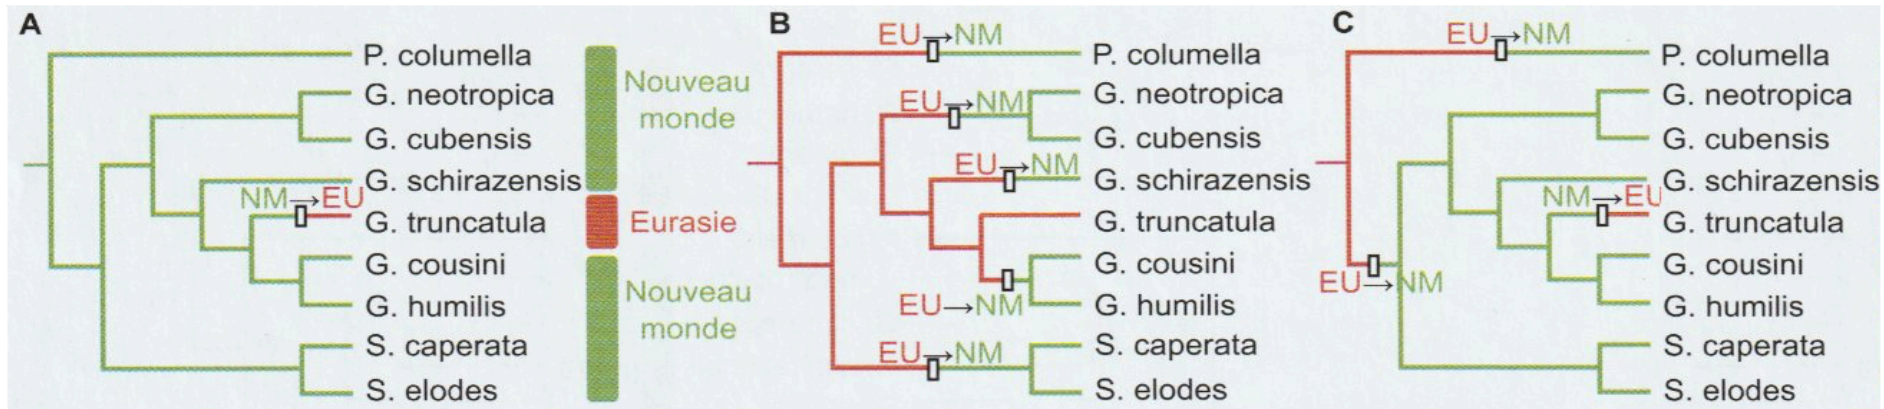 A
P. columella
G. neotropica
G. cubensis
G. schirazensis
NM→EU
G. truncatula
G. cousini
G. humilis
S. caperata
S. elodes
Nouveau
monde
Eurasie
Nouveau
monde
B
EU→NM
P. columella
EU→NM
G. neotropica
G. cubensis
EU→NM
G. schirazensis
G. truncatula
G. cousini
EU→NM
G. humilis
EU→NM
S. caperata
S. elodes
C
EU→NM
P. columella
G. neotropica
G. cubensis
G. schirazensis
NM→EU
G. truncatula
EU→NM
G. cousini
G. humilis
S. caperata
S. elodes